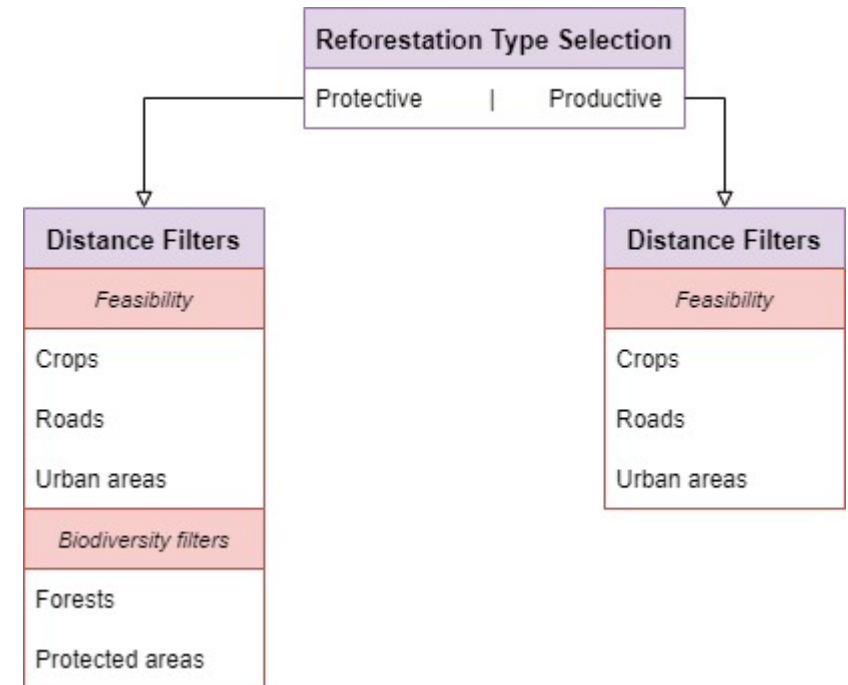 Reforestation Type Selection
Protective | Productive
Distance Filters
Feasibility
Crops
Roads
Urban areas
Biodiversity filters
Forests
Protected areas
Distance Filters
Feasibility
Crops
Roads
Urban areas